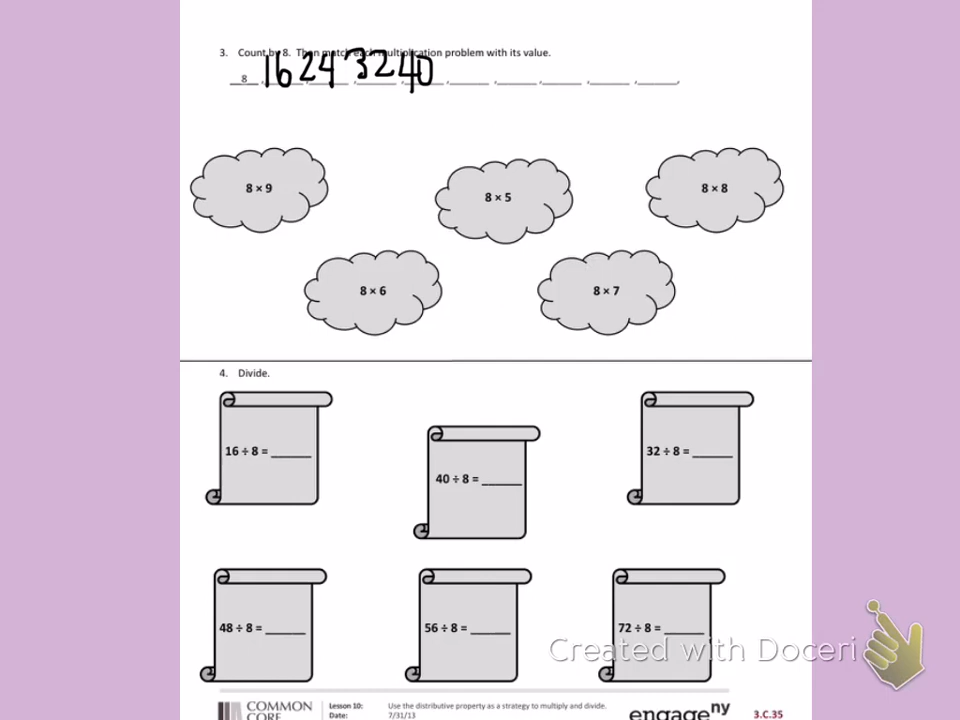 3. Count by 8. Then match each multiplication problem with its value.
8, 16 24 32 40
8 × 9
8 × 5
8 × 8
8 × 6
8 × 7
4. Divide.
16 ÷ 8 = ______
40 ÷ 8 = ______
32 ÷ 8 = ______
48 ÷ 8 = ______
56 ÷ 8 = ______
72 ÷ 8 = ______
Created with Doceri
COMMON CORE
Lesson 10: Use the distributive property as a strategy to multiply and divide.
Date: 7/31/13
engageny
3.C.35